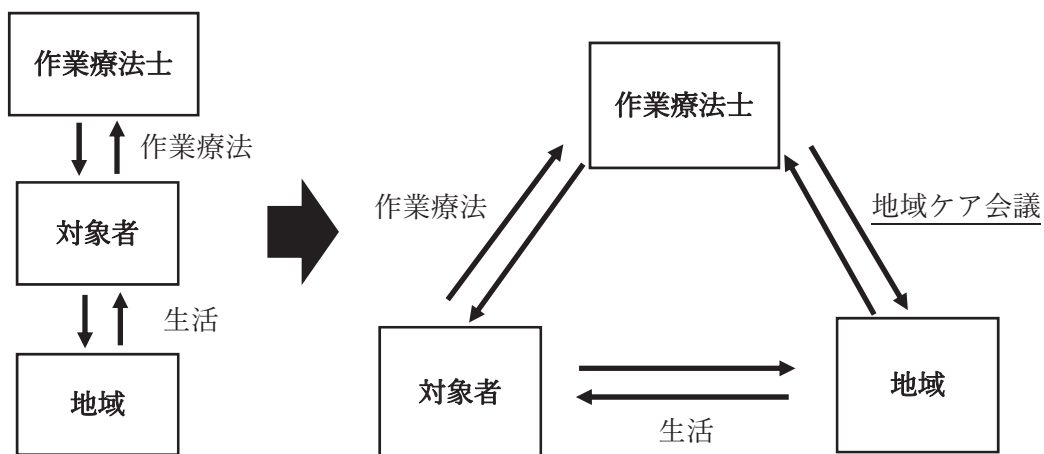 作業療法士
作業療法
対象者
生活
地域
作業療法士
作業療法
地域ケア会議
対象者
地域
生活